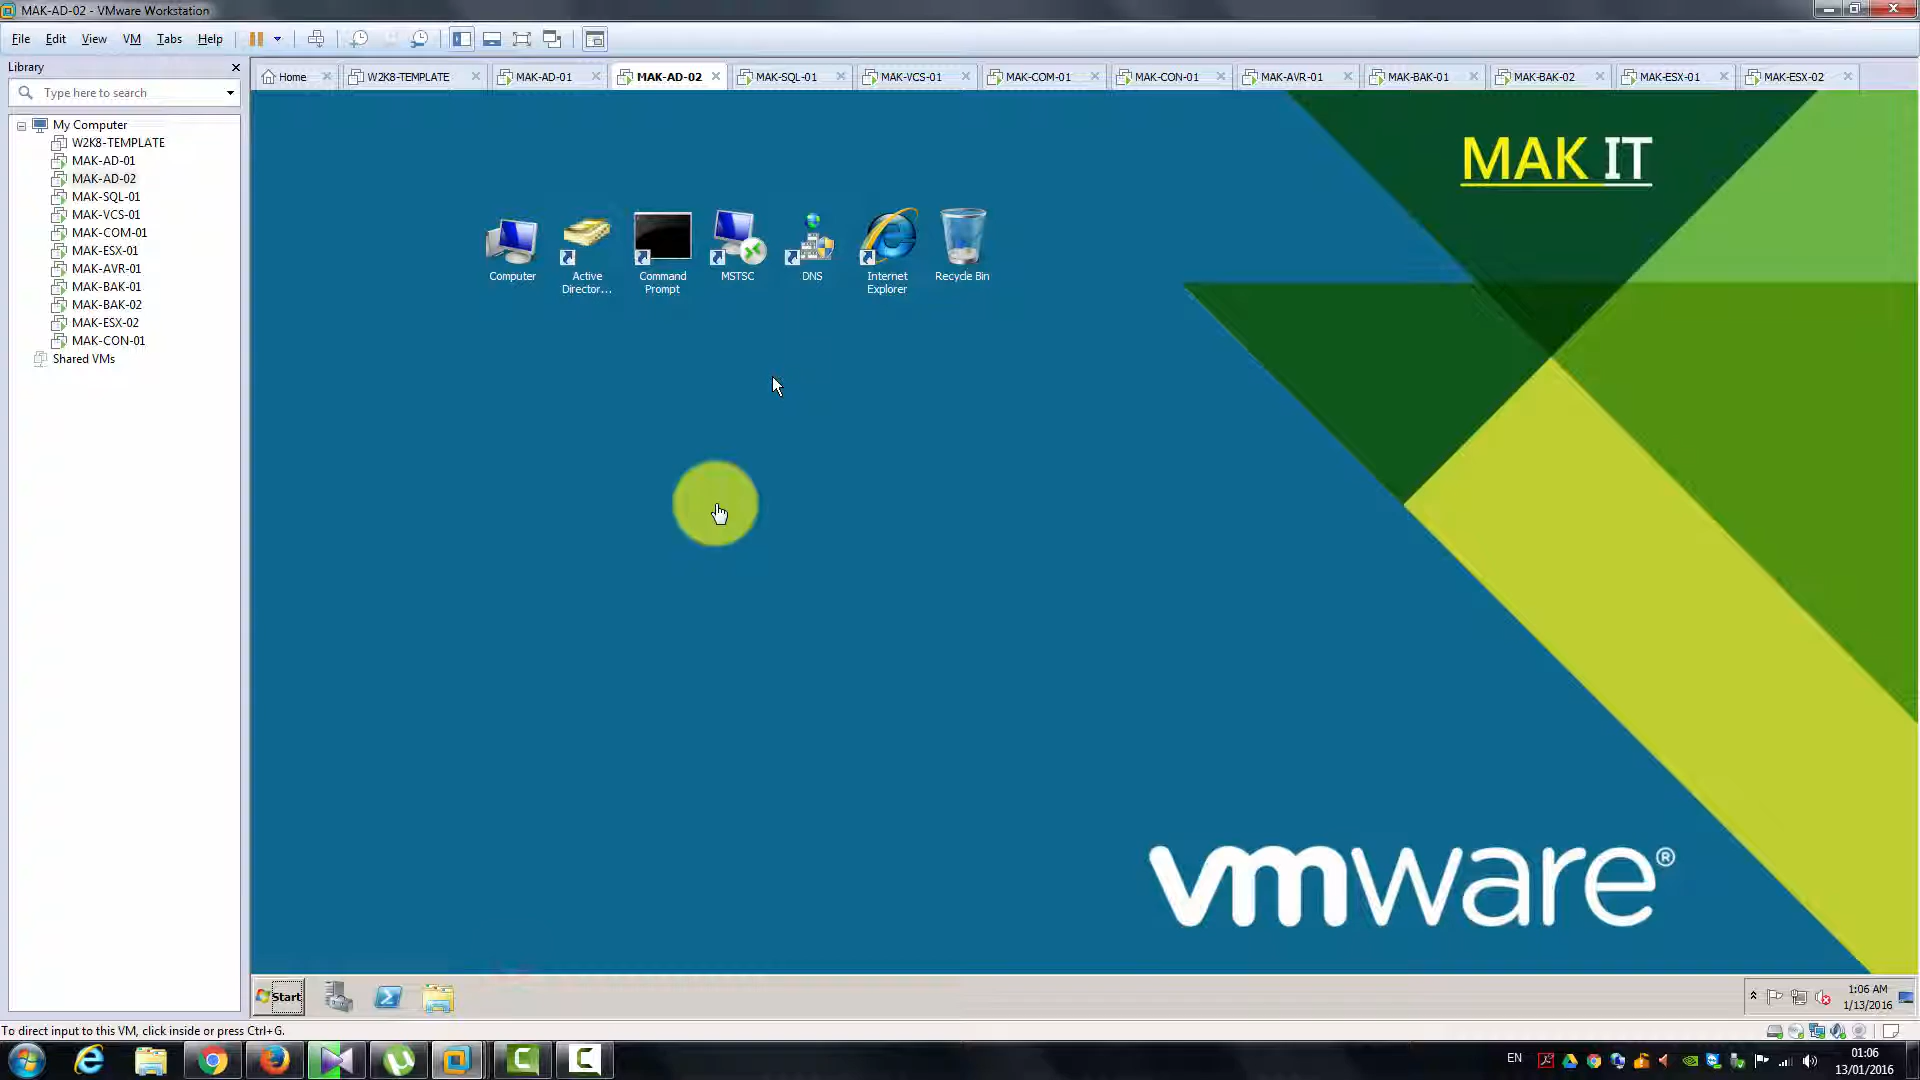 MAK-AD-02 - VMware Workstation
File Edit View VM Tabs Help
Library
Type here to search
My Computer
W2K8-TEMPLATE
MAK-AD-01
MAK-AD-02
MAK-SQL-01
MAK-VCS-01
MAK-COM-01
MAK-ESX-01
MAK-AVR-01
MAK-BAK-01
MAK-BAK-02
MAK-ESX-02
MAK-CON-01
Shared VMs
Home W2K8-TEMPLATE MAK-AD-01 MAK-AD-02 MAK-SQL-01 MAK-VCS-01 MAK-COM-01 MAK-CON-01 MAK-AVR-01 MAK-BAK-01 MAK-BAK-02 MAK-ESX-01 MAK-ESX-02
MAK IT
Computer
Active
Director...
Command
Prompt
MSTSC
DNS
Internet
Explorer
Recycle Bin
vmware®
Start
1:06 AM
1/13/2016
To direct input to this VM, click inside or press Ctrl+G.
EN
01:06
13/01/2016